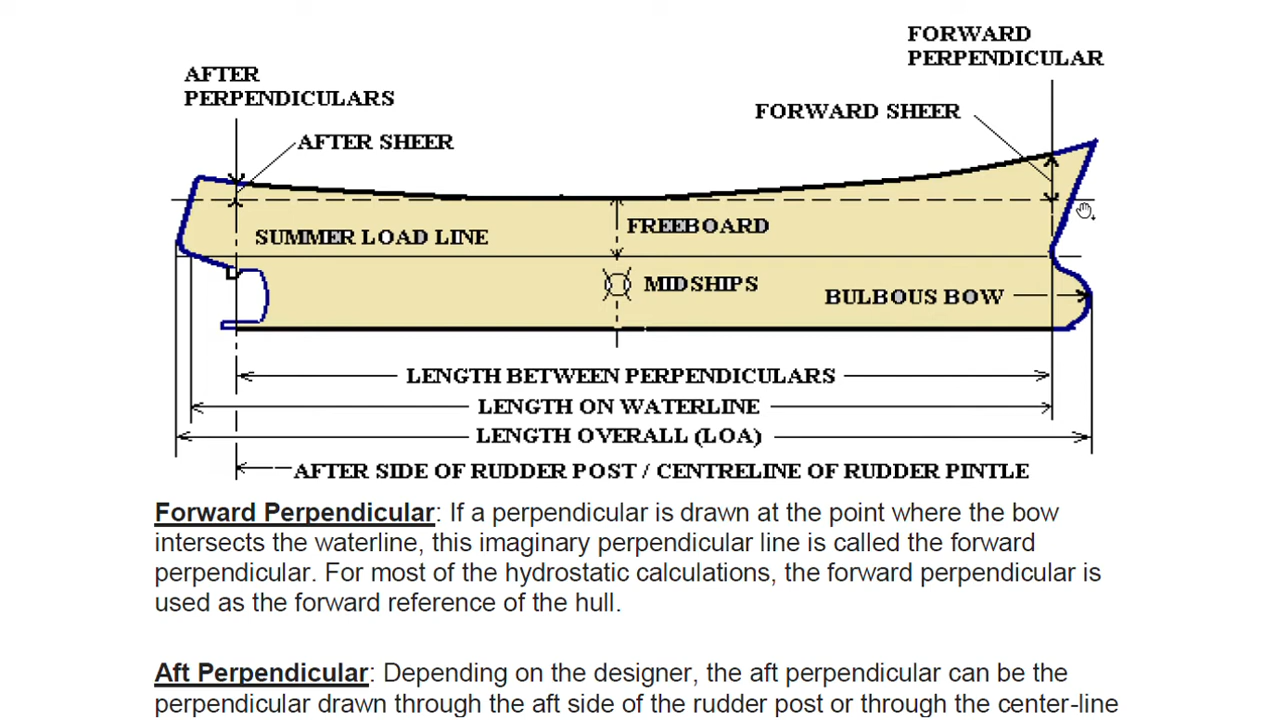 FORWARD
PERPENDICULAR
AFTER
PERPENDICULARS
FORWARD SHEER
AFTER SHEER
FREEBOARD
SUMMER LOAD LINE
MIDSHIPS
BULBOUS BOW
LENGTH BETWEEN PERPENDICULARS
LENGTH ON WATERLINE
LENGTH OVERALL (LOA)
AFTER SIDE OF RUDDER POST / CENTRELINE OF RUDDER PINTLE
Forward Perpendicular: If a perpendicular is drawn at the point where the bow
intersects the waterline, this imaginary perpendicular line is called the forward
perpendicular. For most of the hydrostatic calculations, the forward perpendicular is
used as the forward reference of the hull.
Aft Perpendicular: Depending on the designer, the aft perpendicular can be the
perpendicular drawn through the aft side of the rudder post or through the center-line